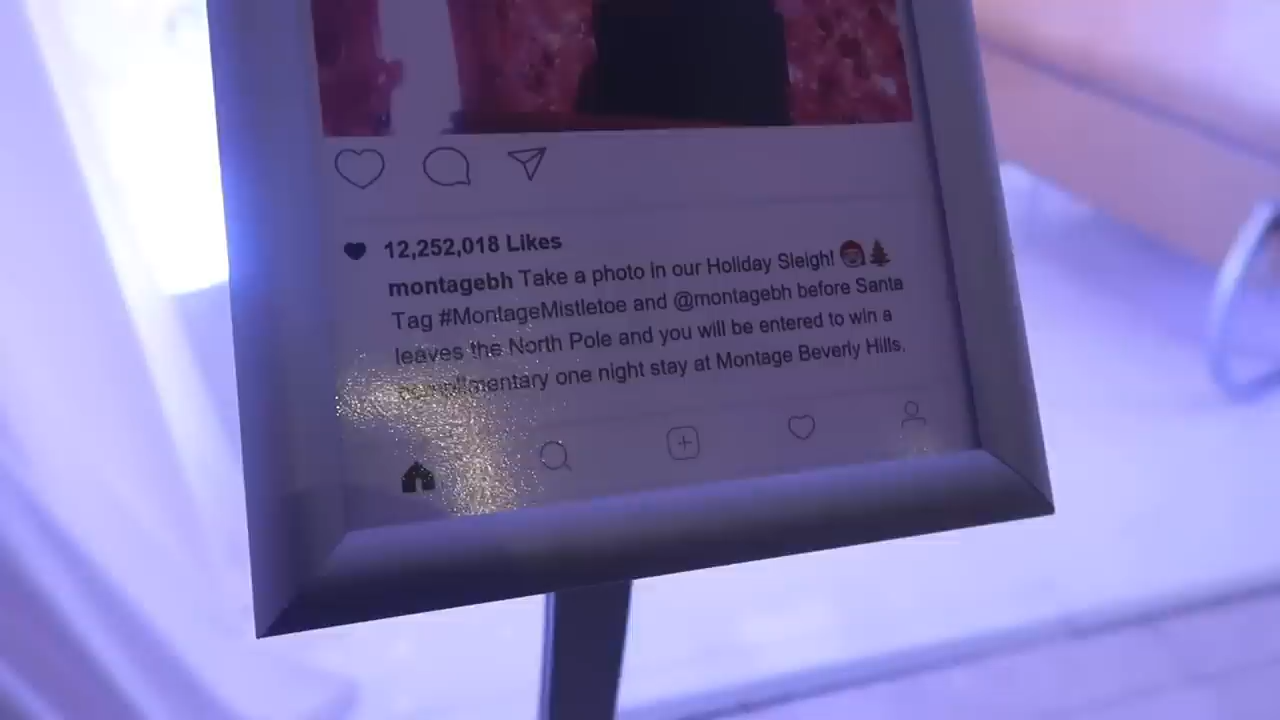 12,252,018 Likes
montagebh Take a photo in our Holiday Sleigh! 🎅🌲
Tag #MontageMistletoe and @montagebh before Santa
leaves the North Pole and you will be entered to win a
complimentary one night stay at Montage Beverly Hills.